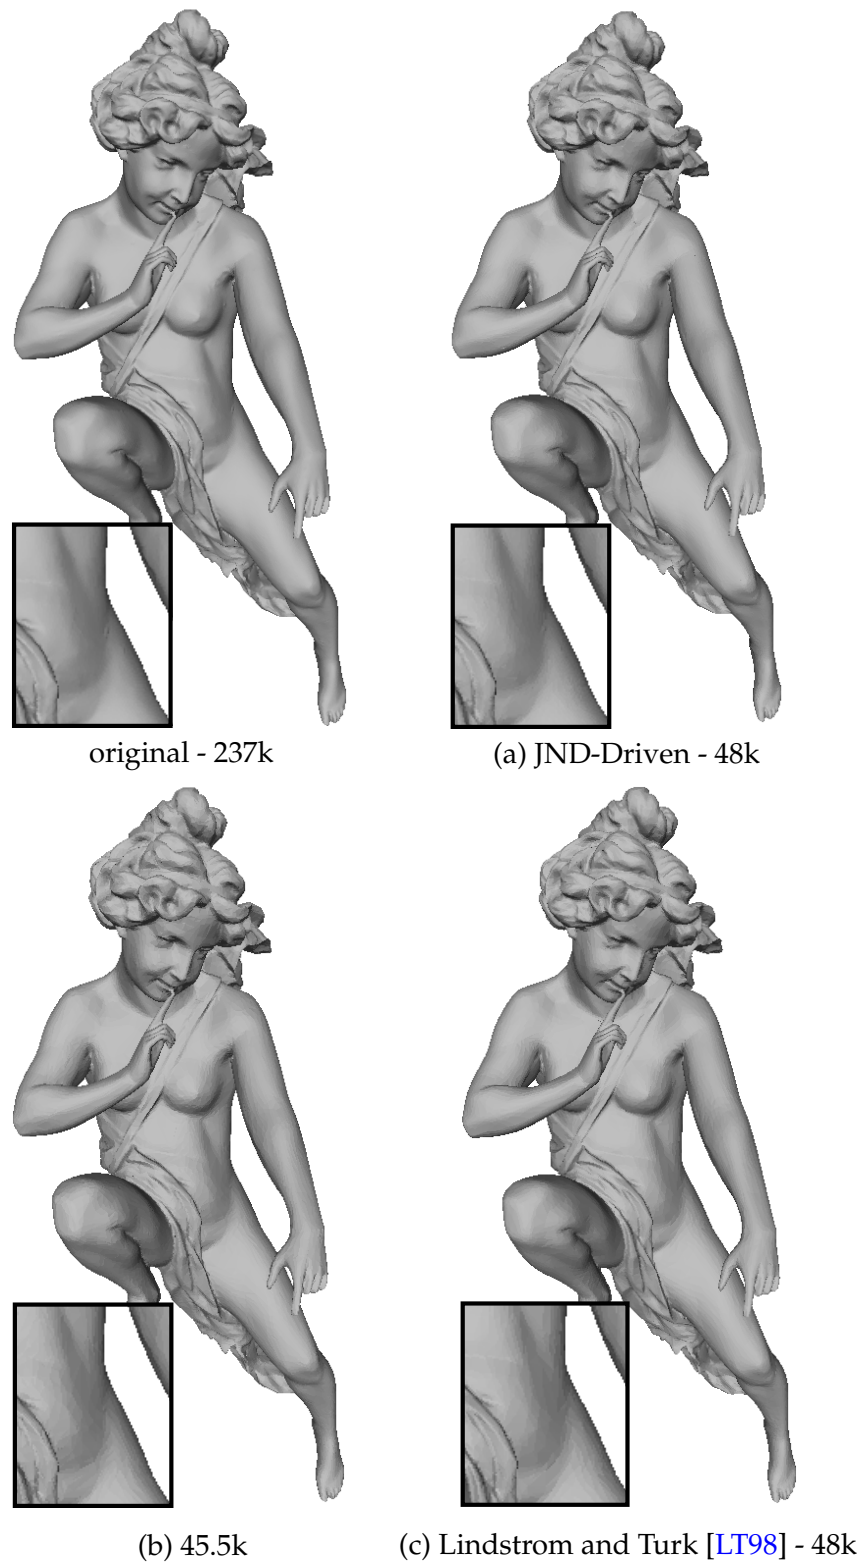 original - 237k
(a) JND-Driven - 48k
(b) 45.5k
(c) Lindstrom and Turk [LT98] - 48k